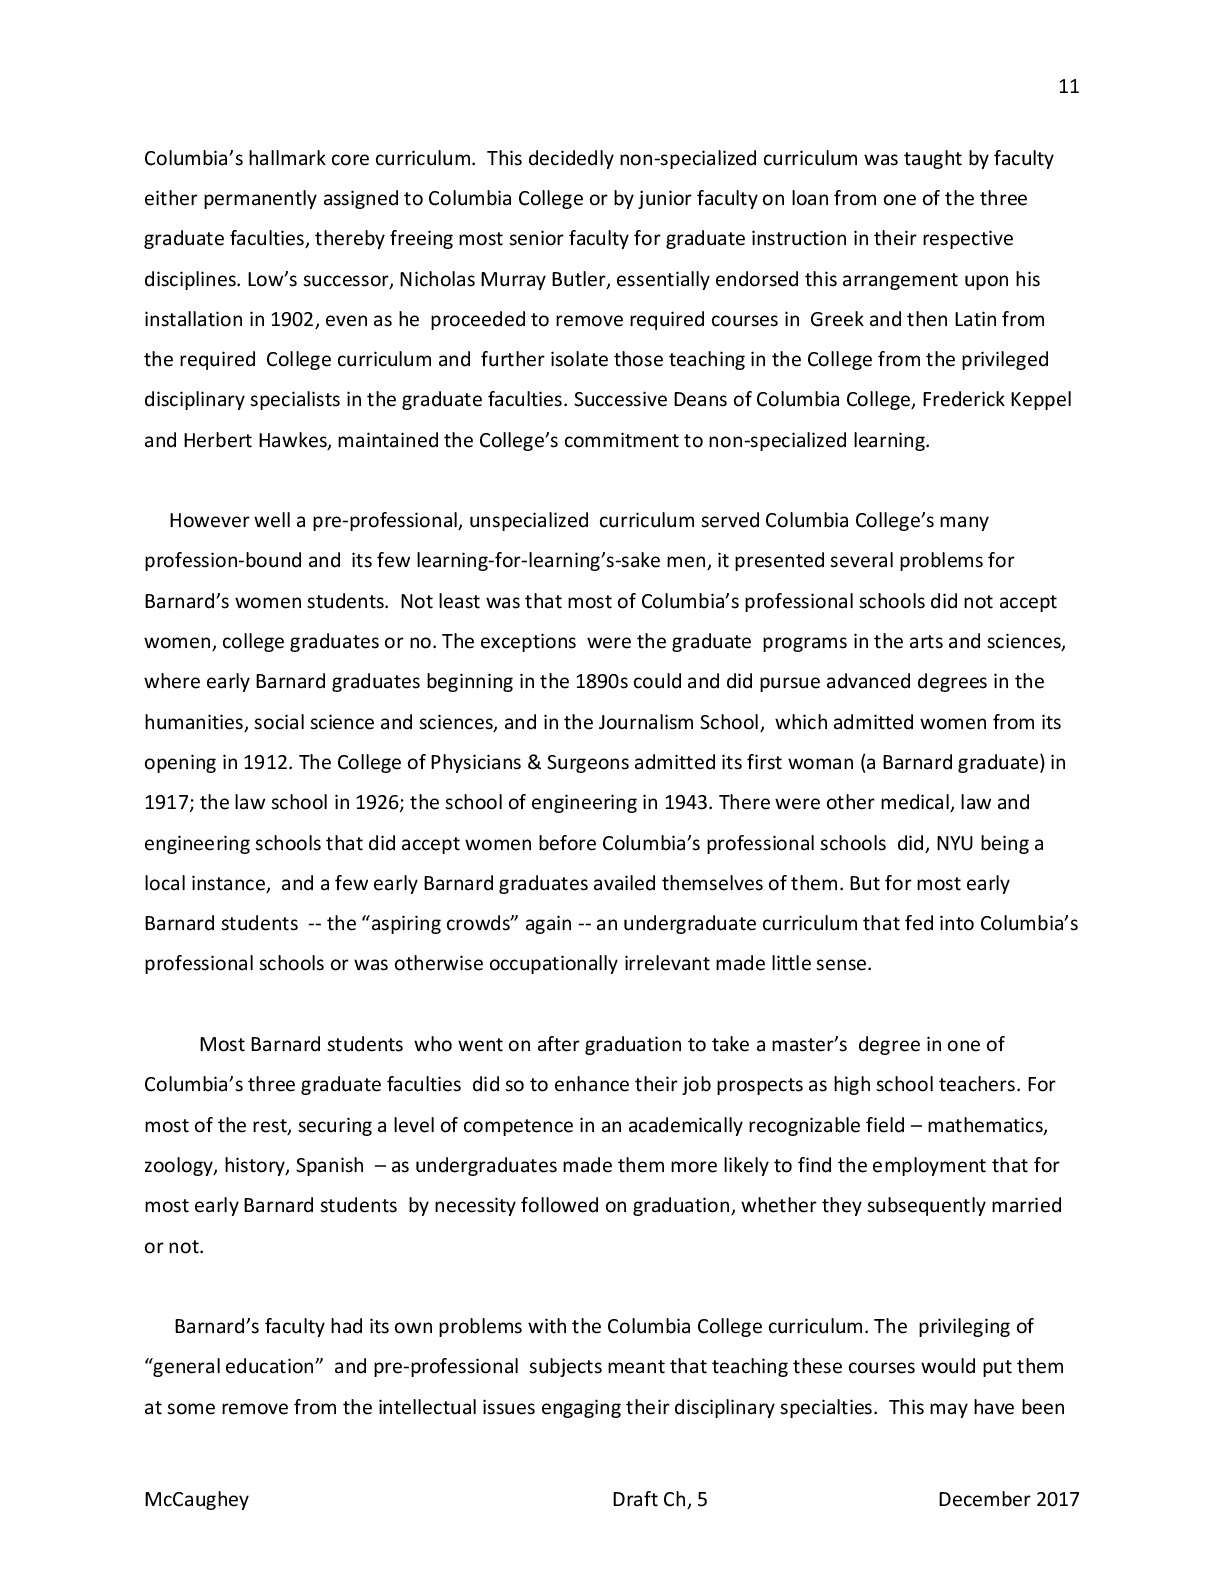 11
Columbia’s hallmark core curriculum.  This decidedly non-specialized curriculum was taught by faculty
either permanently assigned to Columbia College or by junior faculty on loan from one of the three
graduate faculties, thereby freeing most senior faculty for graduate instruction in their respective
disciplines. Low’s successor, Nicholas Murray Butler, essentially endorsed this arrangement upon his
installation in 1902, even as he  proceeded to remove required courses in  Greek and then Latin from
the required  College curriculum and  further isolate those teaching in the College from the privileged
disciplinary specialists in the graduate faculties. Successive Deans of Columbia College, Frederick Keppel
and Herbert Hawkes, maintained the College’s commitment to non-specialized learning.
However well a pre-professional, unspecialized  curriculum served Columbia College’s many
profession-bound and  its few learning-for-learning’s-sake men, it presented several problems for
Barnard’s women students.  Not least was that most of Columbia’s professional schools did not accept
women, college graduates or no. The exceptions  were the graduate  programs in the arts and sciences,
where early Barnard graduates beginning in the 1890s could and did pursue advanced degrees in the
humanities, social science and sciences, and in the Journalism School,  which admitted women from its
opening in 1912. The College of Physicians & Surgeons admitted its first woman (a Barnard graduate) in
1917; the law school in 1926; the school of engineering in 1943. There were other medical, law and
engineering schools that did accept women before Columbia’s professional schools  did, NYU being a
local instance,  and a few early Barnard graduates availed themselves of them. But for most early
Barnard students  -- the “aspiring crowds” again -- an undergraduate curriculum that fed into Columbia’s
professional schools or was otherwise occupationally irrelevant made little sense.
Most Barnard students  who went on after graduation to take a master’s  degree in one of
Columbia’s three graduate faculties  did so to enhance their job prospects as high school teachers. For
most of the rest, securing a level of competence in an academically recognizable field – mathematics,
zoology, history, Spanish  – as undergraduates made them more likely to find the employment that for
most early Barnard students  by necessity followed on graduation, whether they subsequently married
or not.
Barnard’s faculty had its own problems with the Columbia College curriculum. The  privileging of
“general education”  and pre-professional  subjects meant that teaching these courses would put them
at some remove from the intellectual issues engaging their disciplinary specialties.  This may have been
McCaughey Draft Ch, 5 December 2017